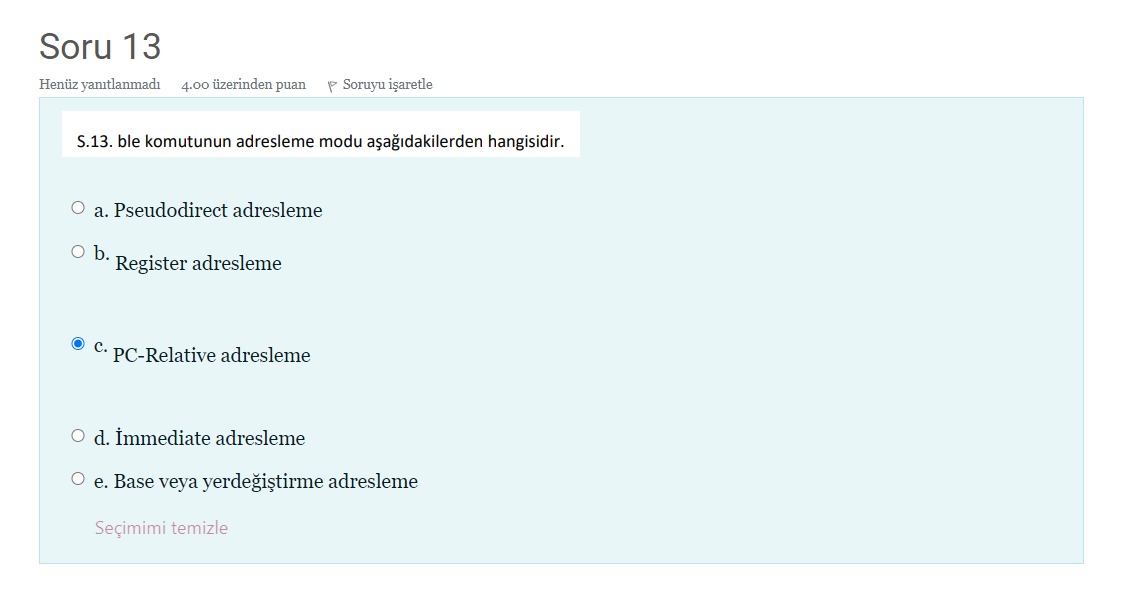 Soru 13
Henüz yanıtlanmadı 4.00 üzerinden puan Soruyu işaretle
S.13. ble komutunun adresleme modu aşağıdakilerden hangisidir.
a. Pseudodirect adresleme
b. Register adresleme
c. PC-Relative adresleme
d. İmmediate adresleme
e. Base veya yerdeğiştirme adresleme
Seçimimi temizle